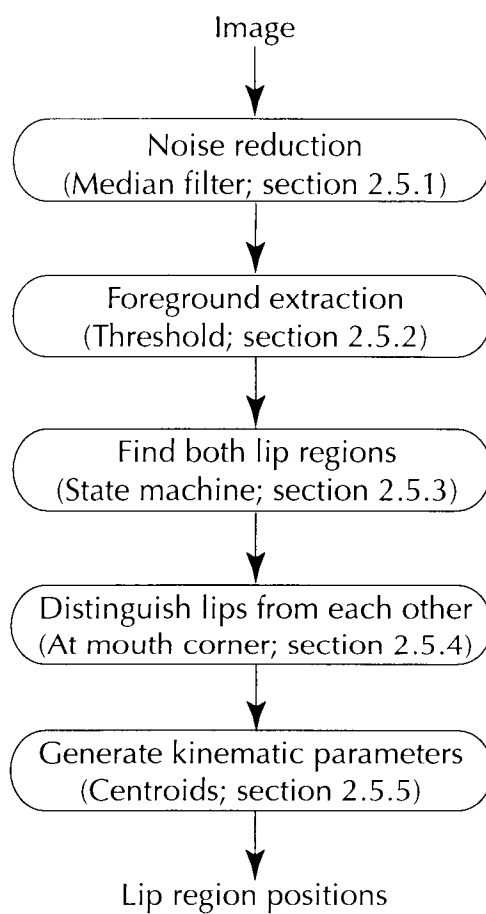 Image
Noise reduction
(Median filter; section 2.5.1)
Foreground extraction
(Threshold; section 2.5.2)
Find both lip regions
(State machine; section 2.5.3)
Distinguish lips from each other
(At mouth corner; section 2.5.4)
Generate kinematic parameters
(Centroids; section 2.5.5)
Lip region positions